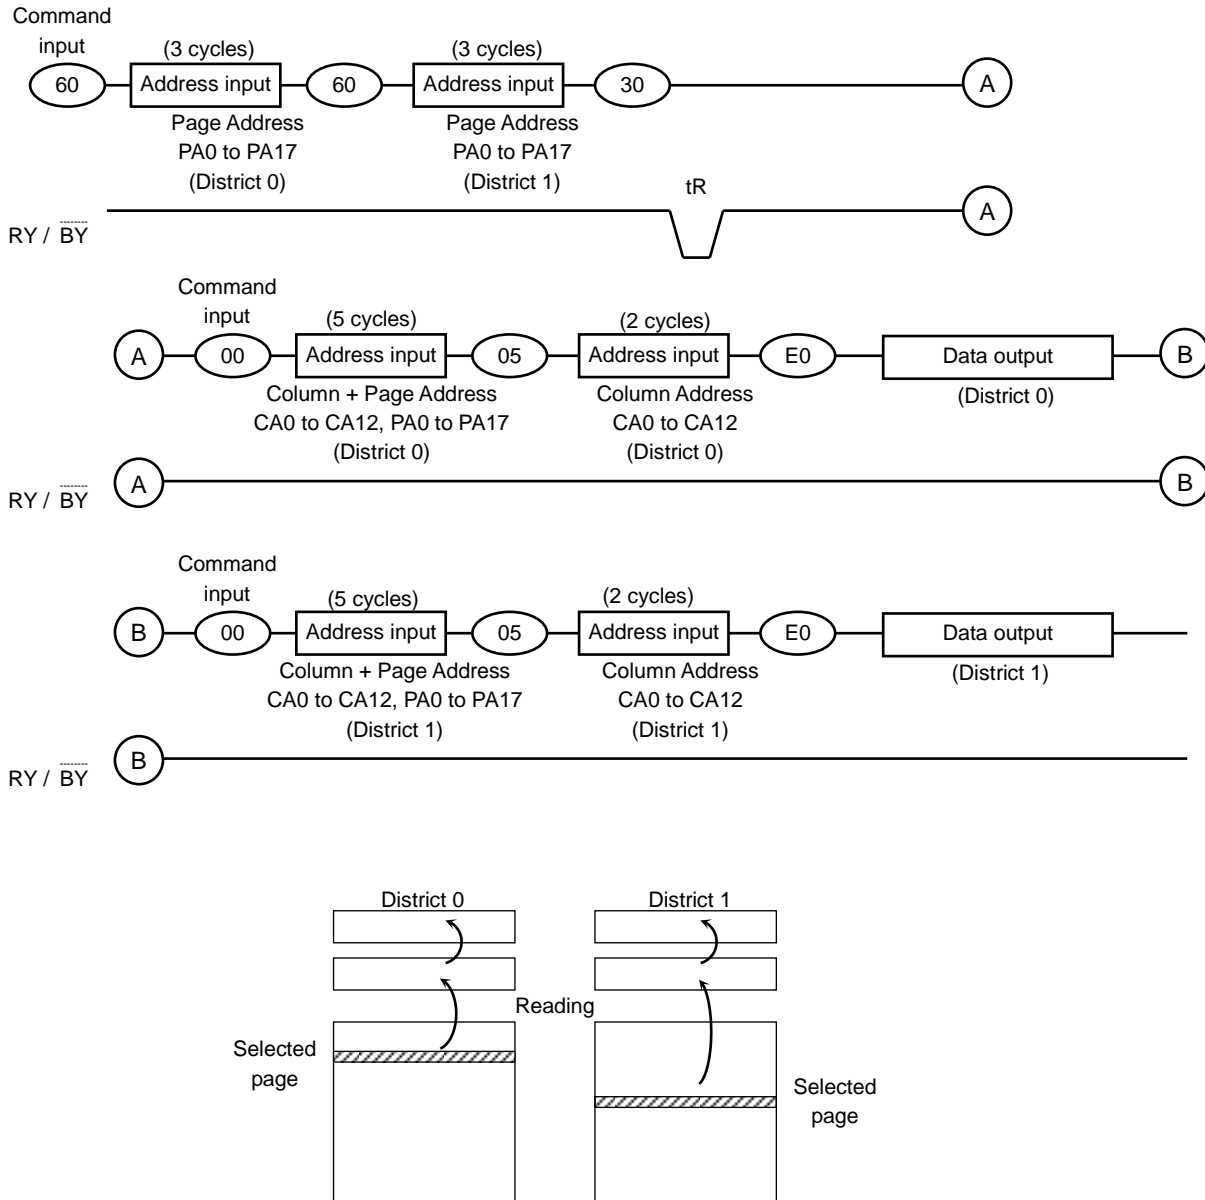 Command
input
(3 cycles) (3 cycles)
60 Address input 60 Address input 30 A
Page Address Page Address
PA0 to PA17 PA0 to PA17
(District 0) (District 1)
tR
RY / BY A
Command
input
(5 cycles) (2 cycles)
A 00 Address input 05 Address input E0 Data output B
Column + Page Address Column Address (District 0)
CA0 to CA12, PA0 to PA17 CA0 to CA12
(District 0) (District 0)
RY / BY A B
Command
input
(5 cycles) (2 cycles)
B 00 Address input 05 Address input E0 Data output
Column + Page Address Column Address (District 1)
CA0 to CA12, PA0 to PA17 CA0 to CA12
(District 1) (District 1)
RY / BY B
District 0 District 1
Reading
Selected
page
Selected
page